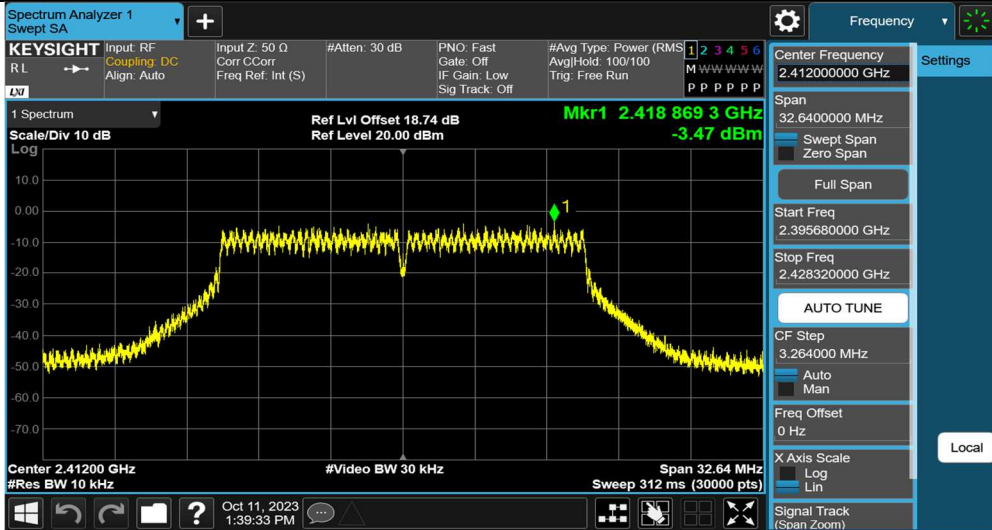 Spectrum Analyzer 1
Swept SA
Frequency
KEYSIGHT
RL
LXI
Input: RF
Coupling: DC
Align: Auto
Input Z: 50 Ω
Corr CCorr
Freq Ref: Int (S)
#Atten: 30 dB
PNO: Fast
Gate: Off
IF Gain: Low
Sig Track: Off
#Avg Type: Power (RMS
Avg|Hold: 100/100
Trig: Free Run
1 2 3 4 5 6
M W W W W W
P P P P P P
Center Frequency
2.412000000 GHz
Settings
Span
32.6400000 MHz
Swept Span
Zero Span
Full Span
Start Freq
2.395680000 GHz
Stop Freq
2.428320000 GHz
AUTO TUNE
CF Step
3.264000 MHz
Auto
Man
Freq Offset
0 Hz
X Axis Scale
Log
Lin
Signal Track
(Span Zoom)
Local
1 Spectrum
Scale/Div 10 dB
Log
Ref Lvl Offset 18.74 dB
Ref Level 20.00 dBm
Mkr1 2.418 869 3 GHz
-3.47 dBm
10.0
0.00
-10.0
-20.0
-30.0
-40.0
-50.0
-60.0
-70.0
1
Center 2.41200 GHz
#Res BW 10 kHz
#Video BW 30 kHz
Span 32.64 MHz
Sweep 312 ms (30000 pts)
Oct 11, 2023
1:39:33 PM